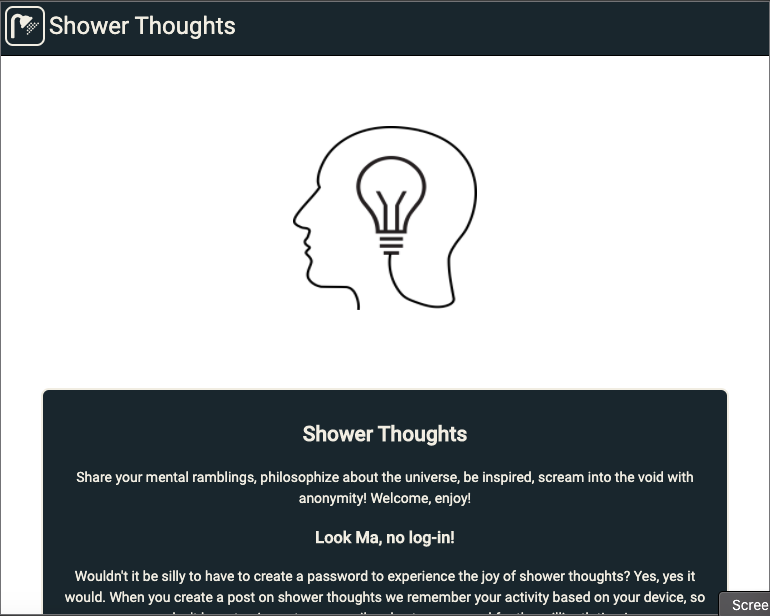 Shower Thoughts
Shower Thoughts
Share your mental ramblings, philosophize about the universe, be inspired, scream into the void with
anonymity! Welcome, enjoy!
Look Ma, no log-in!
Wouldn't it be silly to have to create a password to experience the joy of shower thoughts? Yes, yes it
would. When you create a post on shower thoughts we remember your activity based on your device, so
Scree